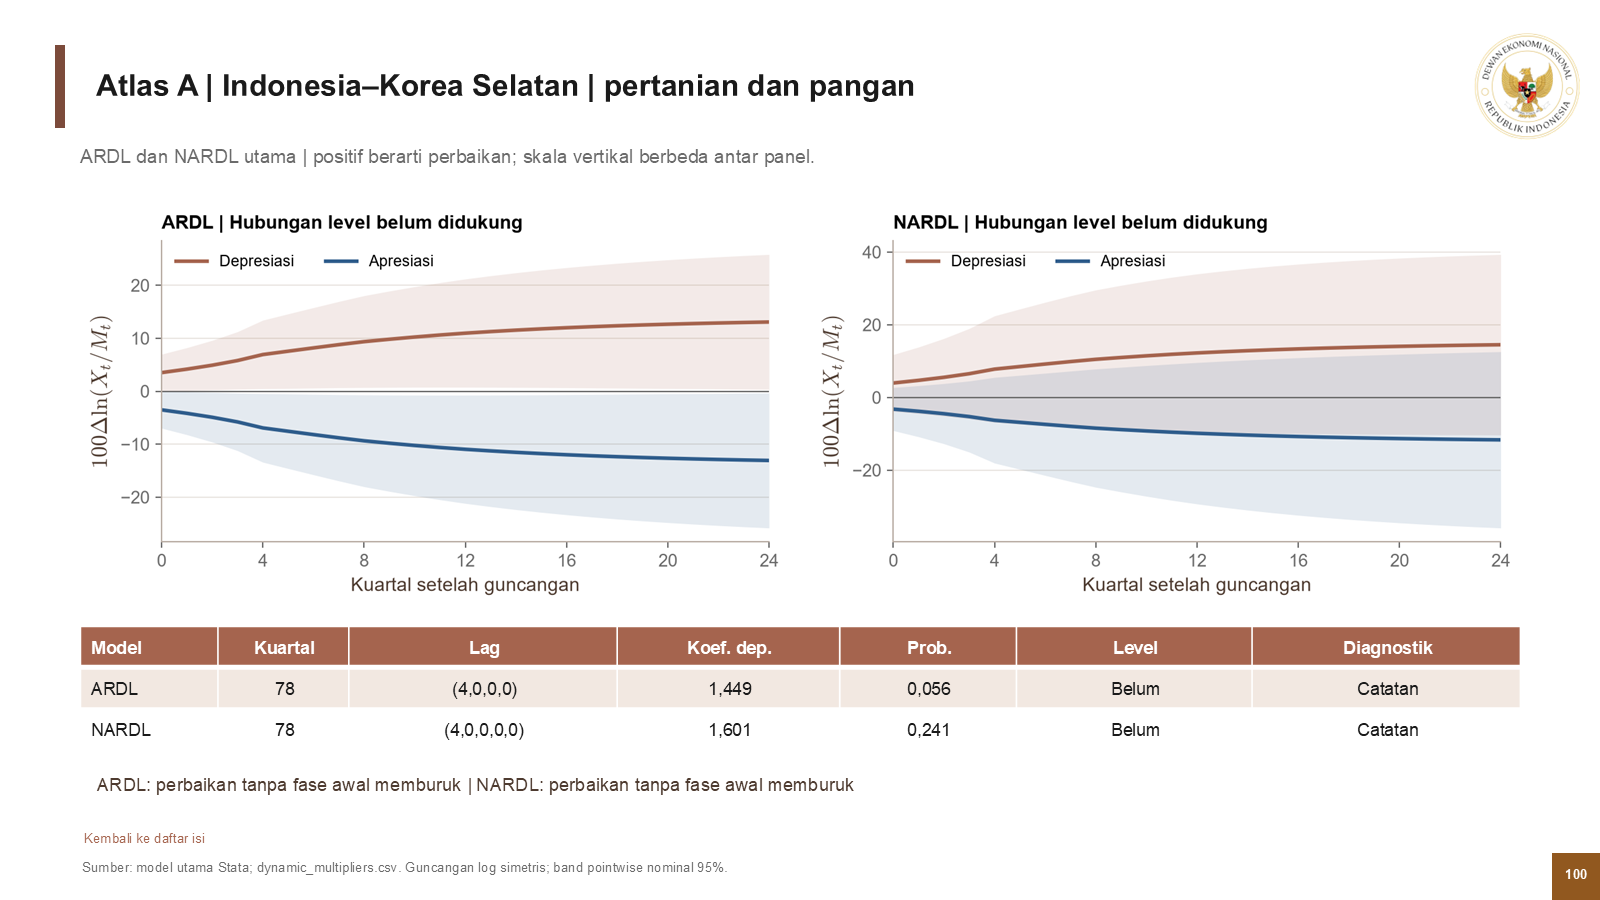 Atlas A | Indonesia–Korea Selatan | pertanian dan pangan
DEWAN EKONOMI NASIONAL
REPUBLIK INDONESIA
ARDL dan NARDL utama | positif berarti perbaikan; skala vertikal berbeda antar panel.
ARDL | Hubungan level belum didukung
Depresiasi Apresiasi
100Δln(Xt/Mt)
20
10
0
−10
−20
0 4 8 12 16 20 24
Kuartal setelah guncangan
NARDL | Hubungan level belum didukung
Depresiasi Apresiasi
100Δln(Xt/Mt)
40
20
0
−20
0 4 8 12 16 20 24
Kuartal setelah guncangan
Model Kuartal Lag Koef. dep. Prob. Level Diagnostik
ARDL 78 (4,0,0,0) 1,449 0,056 Belum Catatan
NARDL 78 (4,0,0,0,0) 1,601 0,241 Belum Catatan
ARDL: perbaikan tanpa fase awal memburuk | NARDL: perbaikan tanpa fase awal memburuk
Kembali ke daftar isi
Sumber: model utama Stata; dynamic_multipliers.csv. Guncangan log simetris; band pointwise nominal 95%.
100